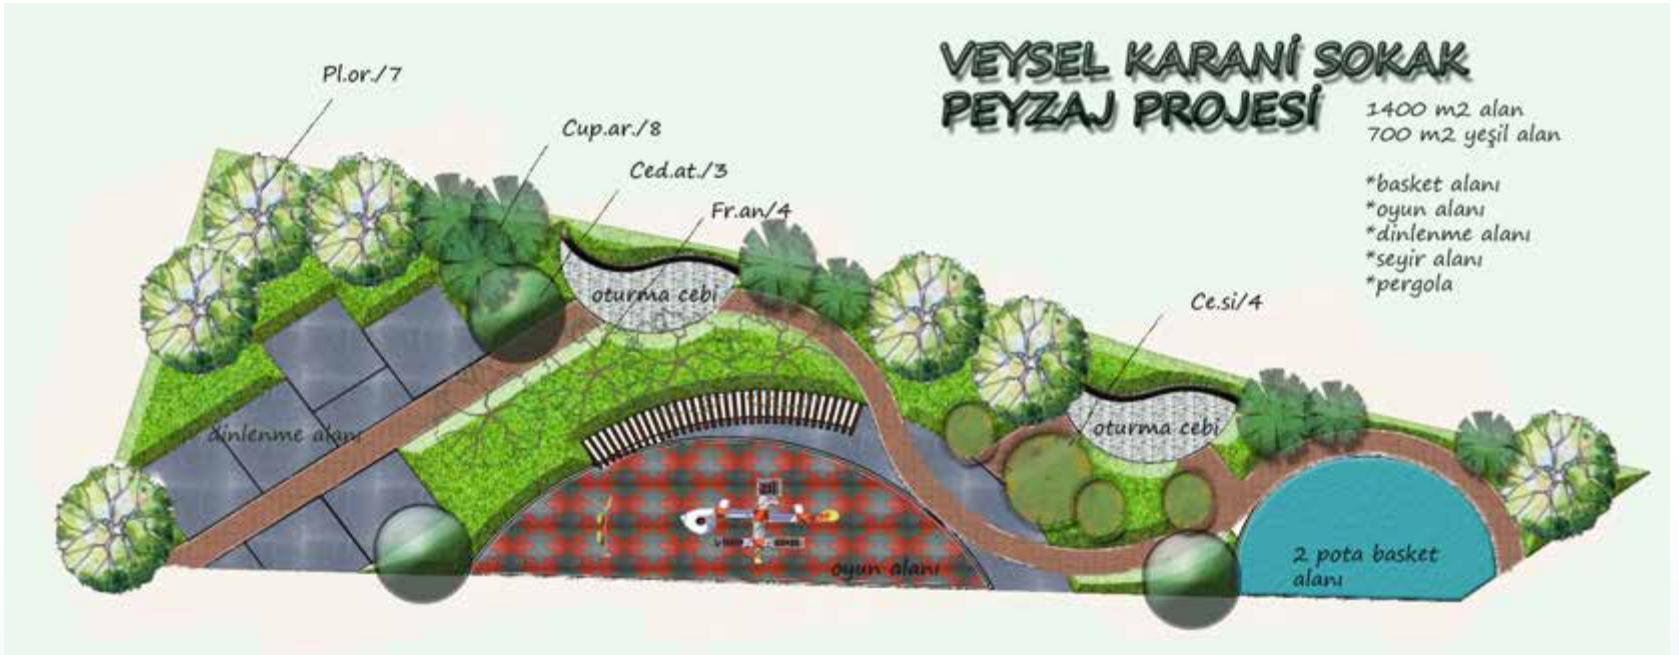 VEYSEL KARANİ SOKAK
PEYZAJ PROJESİ
1400 m2 alan
700 m2 yeşil alan
*basket alanı
*oyun alanı
*dinlenme alanı
*seyir alanı
*pergola
Pl.or./7
Cup.ar./8
Ced.at./3
Fr.an/4
Ce.si/4
oturma cebi
oturma cebi
dinlenme alanı
oyun alanı
2 pota basket
alanı